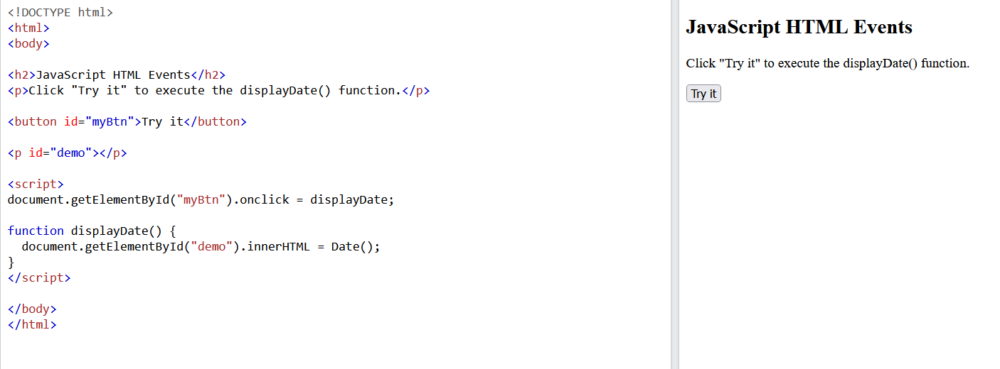 <!DOCTYPE html>
<html>
<body>

<h2>JavaScript HTML Events</h2>
<p>Click "Try it" to execute the displayDate() function.</p>

<button id="myBtn">Try it</button>

<p id="demo"></p>

<script>
document.getElementById("myBtn").onclick = displayDate;

function displayDate() {
  document.getElementById("demo").innerHTML = Date();
}
</script>

</body>
</html>

JavaScript HTML Events
Click "Try it" to execute the displayDate() function.
Try it